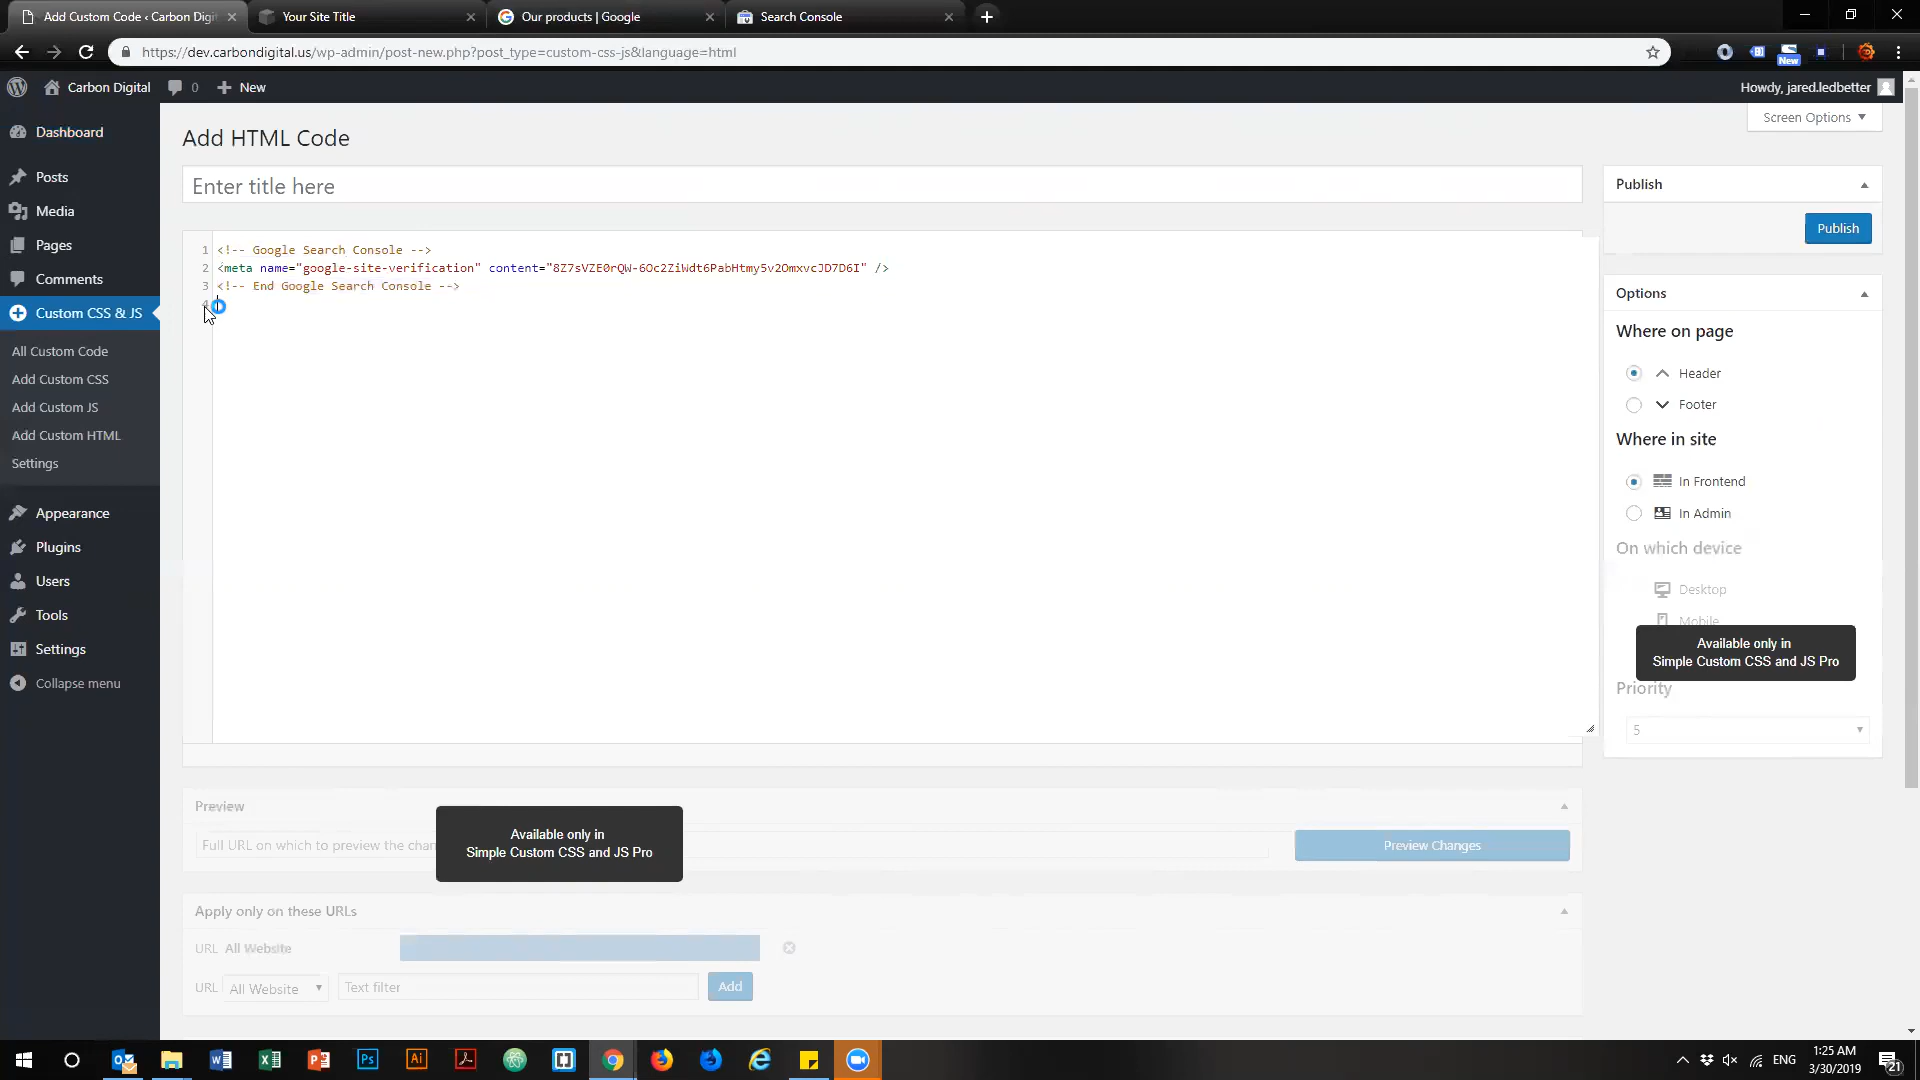 Add Custom Code ‹ Carbon Digit
Your Site Title
Our products | Google
Search Console
https://dev.carbondigital.us/wp-admin/post-new.php?post_type=custom-css-js&language=html
New
Carbon Digital
0
New
Howdy, jared.ledbetter
Dashboard
Posts
Media
Pages
Comments
Custom CSS & JS
All Custom Code
Add Custom CSS
Add Custom JS
Add Custom HTML
Settings
Appearance
Plugins
Users
Tools
Settings
Collapse menu
Screen Options
Add HTML Code
Enter title here
1 <!-- Google Search Console -->
2 <meta name="google-site-verification" content="8Z7sVZE0rQW-6Oc2ZiWdt6PabHtmy5v2OmxvcJD7D6I" />
3 <!-- End Google Search Console -->
4
Publish
Publish
Options
Where on page
Header
Footer
Where in site
In Frontend
In Admin
On which device
Desktop
Mobile
Available only in
Simple Custom CSS and JS Pro
Priority
5
Preview
Full URL on which to preview the chan
Available only in
Simple Custom CSS and JS Pro
Preview Changes
Apply only on these URLs
URL All Website
URL All Website Text filter Add
ENG
1:25 AM
3/30/2019
21